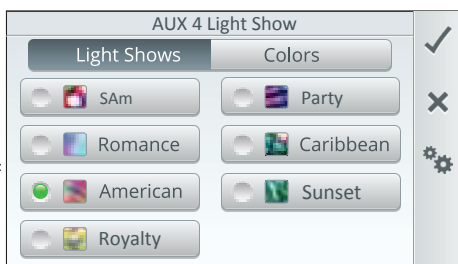 AUX 4 Light Show
Light Shows Colors
SAm Party
Romance Caribbean
American Sunset
Royalty